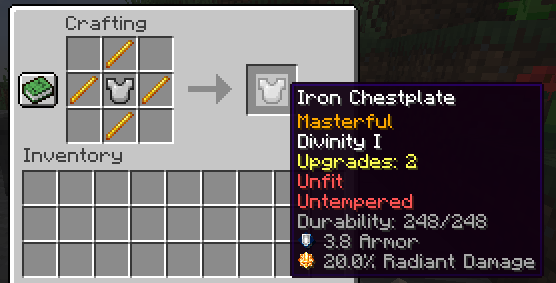 Crafting
Iron Chestplate
Masterful
Divinity I
Upgrades: 2
Unfit
Untempered
Durability: 248/248
3.8 Armor
20.0% Radiant Damage
Inventory